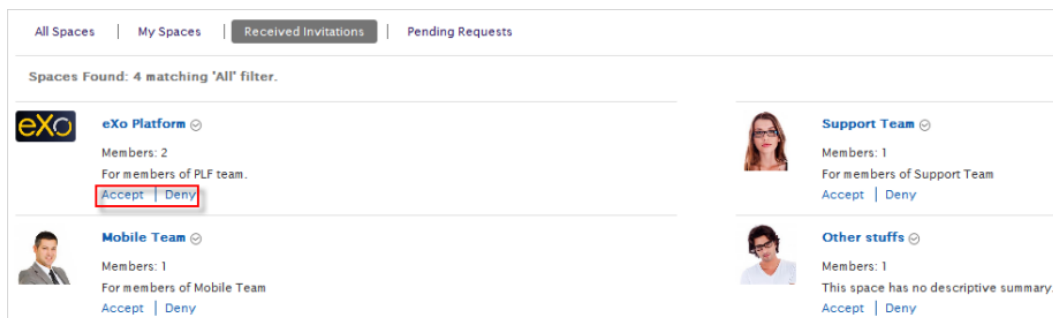 All Spaces | My Spaces | Received Invitations | Pending Requests
Spaces Found: 4 matching 'All' filter.
eXo
eXo Platform
Members: 2
For members of PLF team.
Accept | Deny
Support Team
Members: 1
For members of Support Team
Accept | Deny
Mobile Team
Members: 1
For members of Mobile Team
Accept | Deny
Other stuffs
Members: 1
This space has no descriptive summary.
Accept | Deny